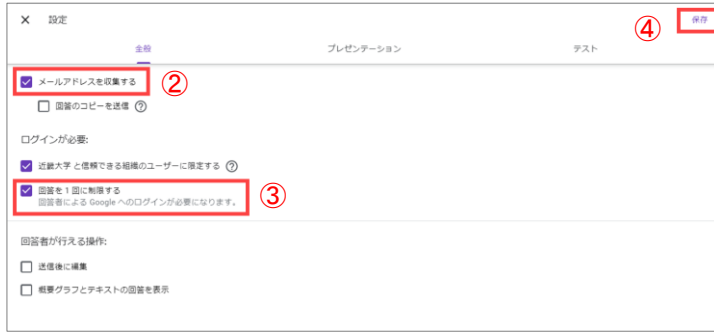 × 設定
④
保存
全般 プレゼンテーション テスト
メールアドレスを収集する
②
回答のコピーを送信 ?
ログインが必要:
近畿大学 と信頼できる組織のユーザーに限定する ?
回答を 1 回に制限する
回答者による Google へのログインが必要になります。
③
回答者が行える操作:
送信後に編集
概要グラフとテキストの回答を表示